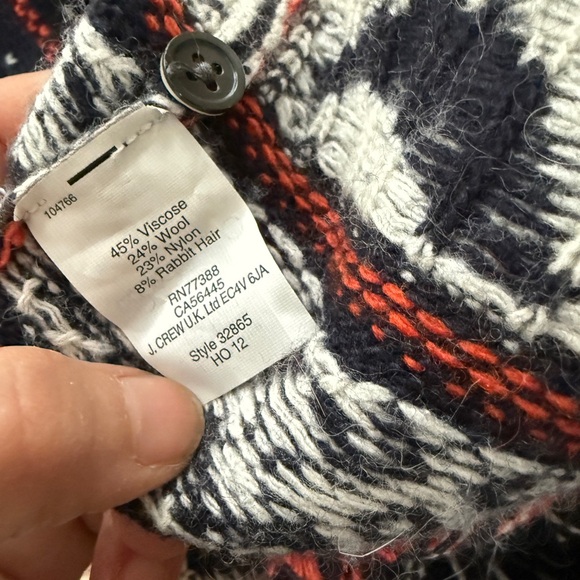 104766
45% Viscose
24% Wool
23% Nylon
8% Rabbit Hair
RN77388
CA56445
J. CREW U.K. Ltd EC4V 6JA
Style 32865
HO 12